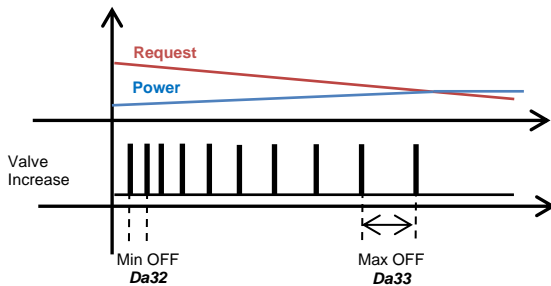 Request
Power
Valve
Increase
Min OFF
Da32
Max OFF
Da33